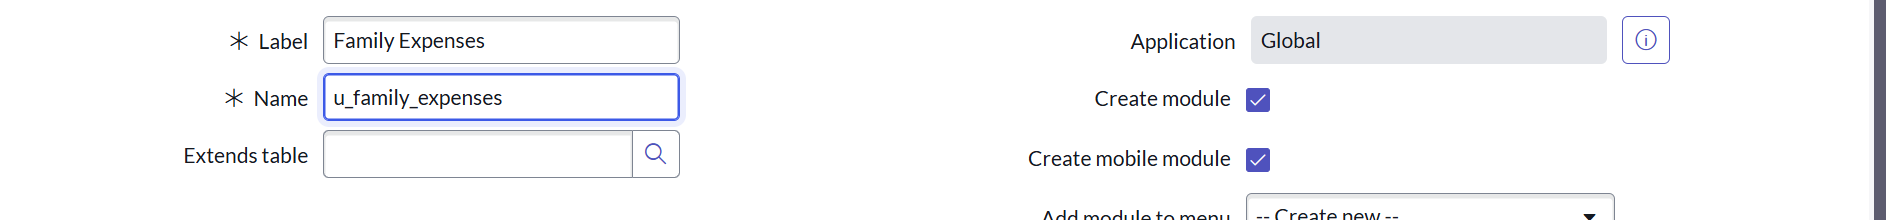 Label Family Expenses
Name u_family_expenses
Extends table
Application Global
Create module
Create mobile module
Add module to menu -- Create new --